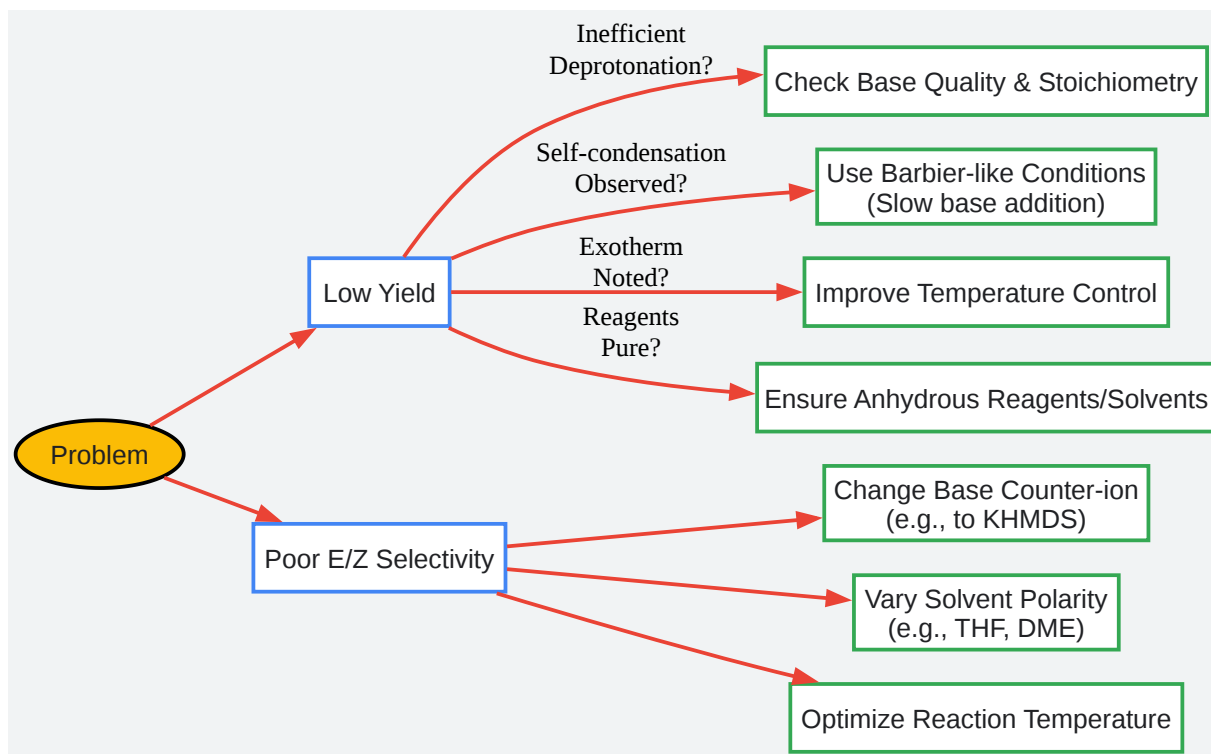 Inefficient
Deprotonation?
Check Base Quality & Stoichiometry
Self-condensation
Observed?
Use Barbier-like Conditions
(Slow base addition)
Exotherm
Noted?
Low Yield
Improve Temperature Control
Reagents
Pure?
Ensure Anhydrous Reagents/Solvents
Problem
Change Base Counter-ion
(e.g., to KHMDS)
Poor E/Z Selectivity
Vary Solvent Polarity
(e.g., THF, DME)
Optimize Reaction Temperature